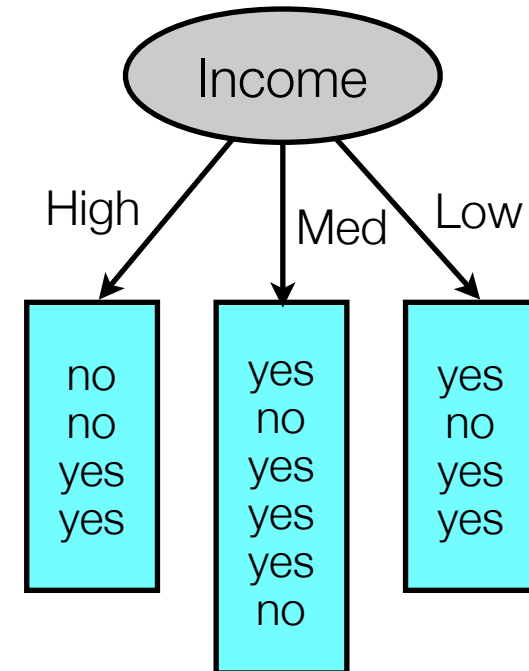 Income
High
Med
Low
no
no
yes
yes
yes
no
yes
yes
yes
no
yes
no
yes
yes